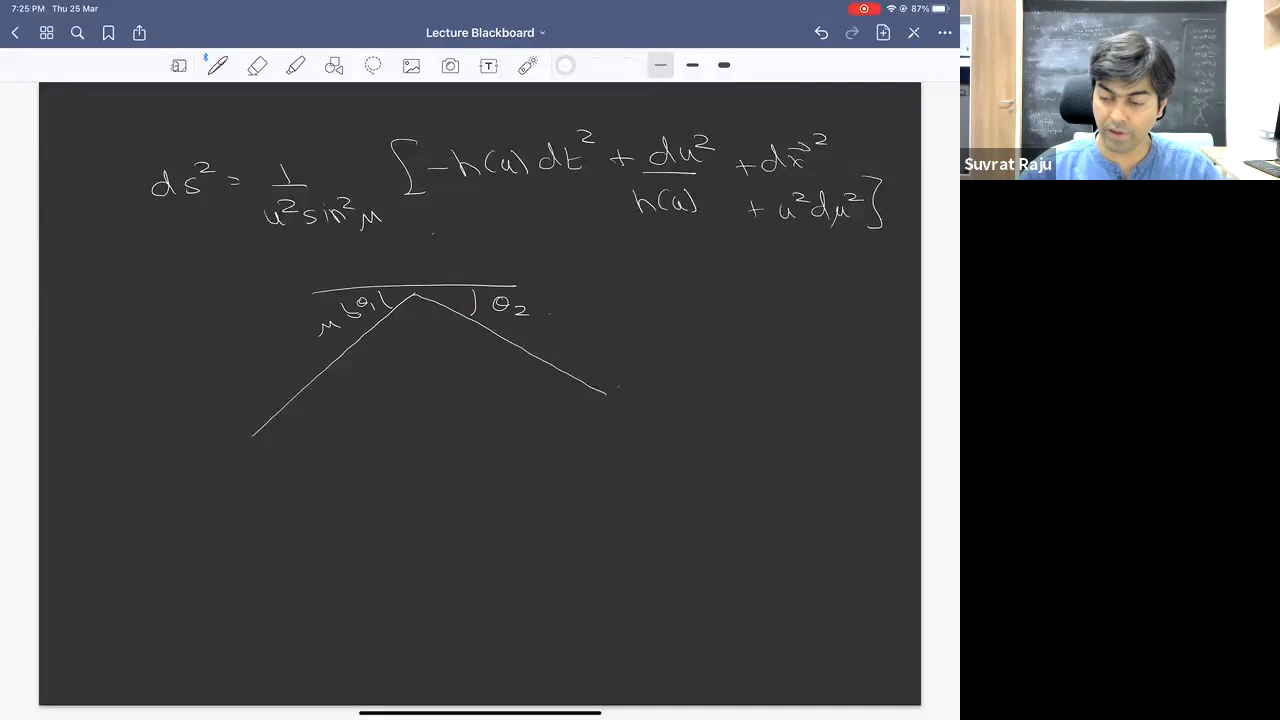 7:25 PM Thu 25 Mar
87%
Lecture Blackboard
ds² = 1/(u² sin² μ) [ -h(u) dt² + du²/h(u) + dx⃗² + u² dμ² ]
μ θ₁ θ₂
Suvrat Raju